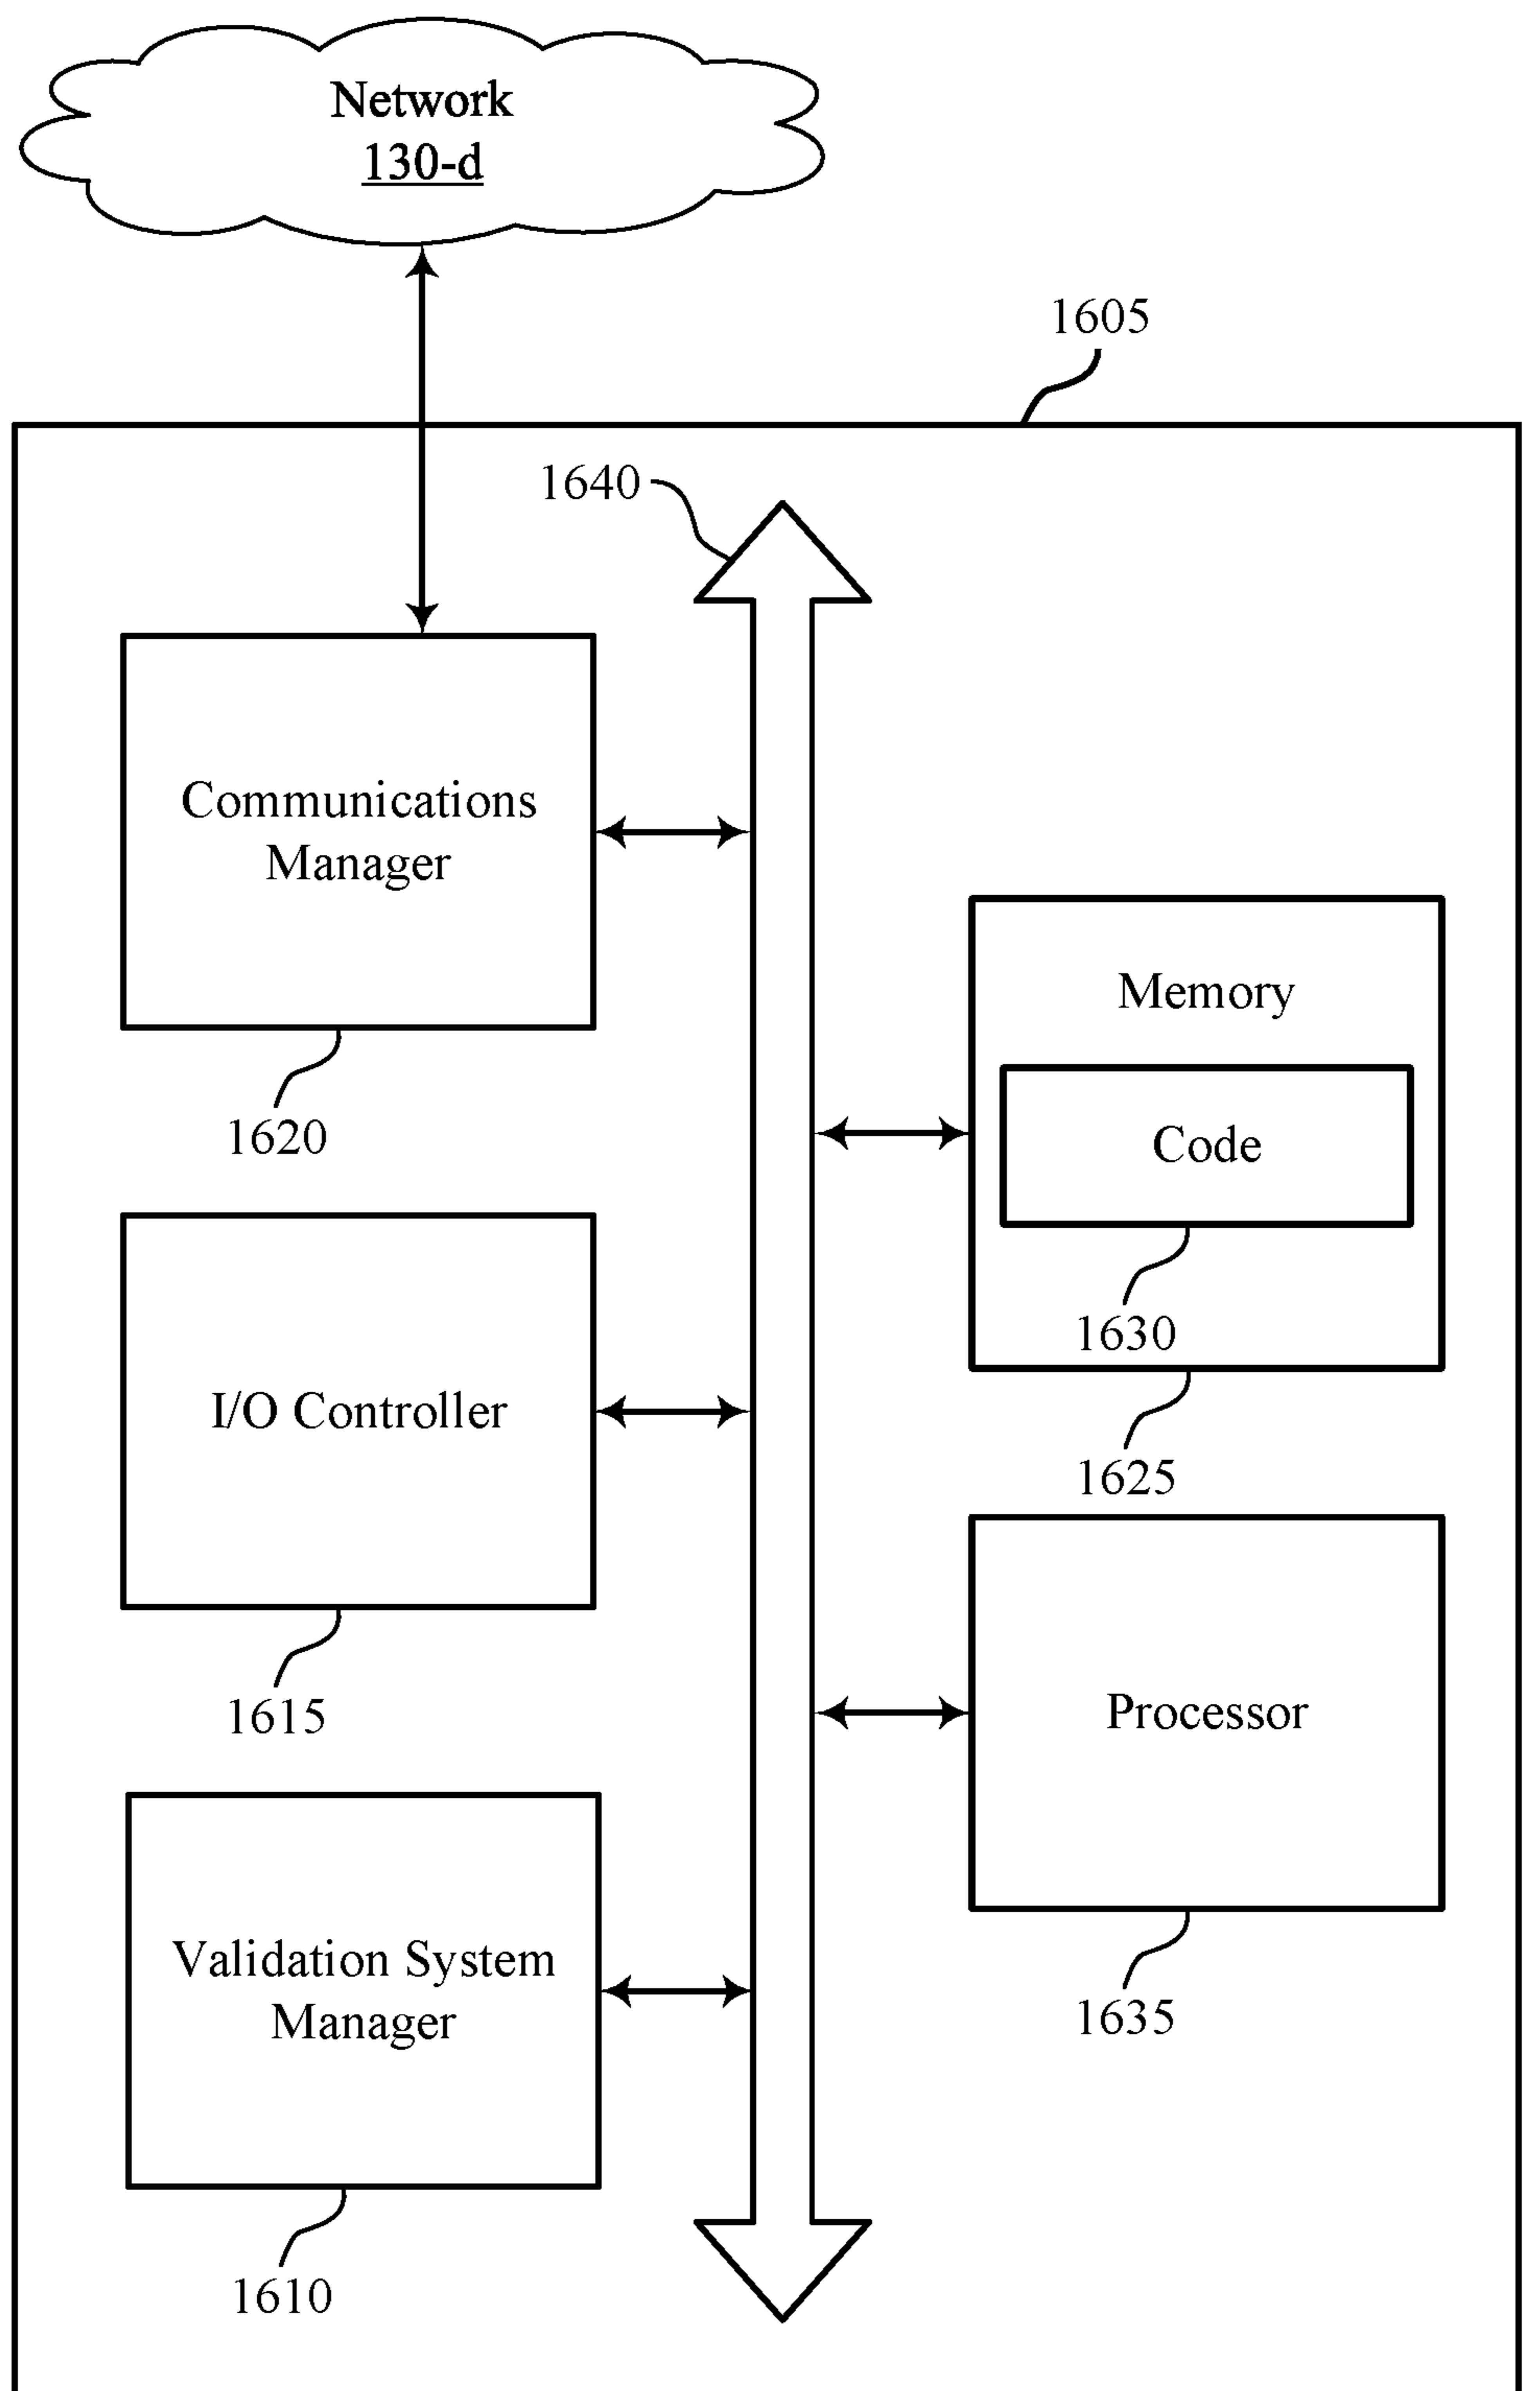 Network
130-d
1605
1640
Communications
Manager
1620
Memory
Code
1630
1625
I/O Controller
1615
Processor
1635
Validation System
Manager
1610